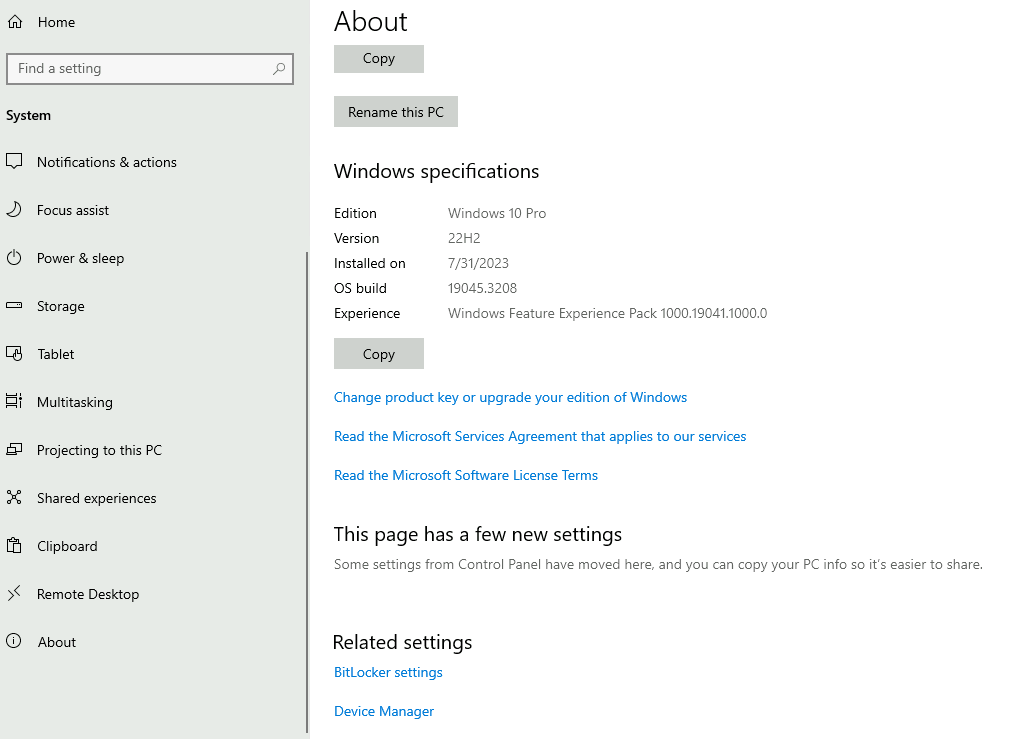 Home
Find a setting
System
Notifications & actions
Focus assist
Power & sleep
Storage
Tablet
Multitasking
Projecting to this PC
Shared experiences
Clipboard
Remote Desktop
About
About
Copy
Rename this PC
Windows specifications
Edition Windows 10 Pro
Version 22H2
Installed on 7/31/2023
OS build 19045.3208
Experience Windows Feature Experience Pack 1000.19041.1000.0
Copy
Change product key or upgrade your edition of Windows
Read the Microsoft Services Agreement that applies to our services
Read the Microsoft Software License Terms
This page has a few new settings
Some settings from Control Panel have moved here, and you can copy your PC info so it's easier to share.
Related settings
BitLocker settings
Device Manager